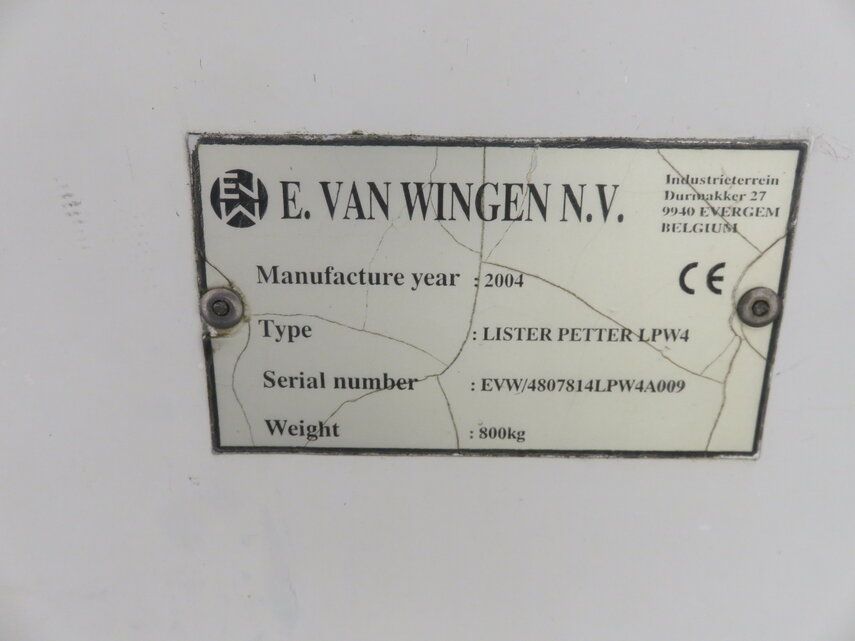 EVW E. VAN WINGEN N.V.
Industrieterrein
Durmakker 27
9940 EVERGEM
BELGIUM
Manufacture year : 2004
CE
Type : LISTER PETTER LPW4
Serial number : EVW/4807814LPW4A009
Weight : 800kg